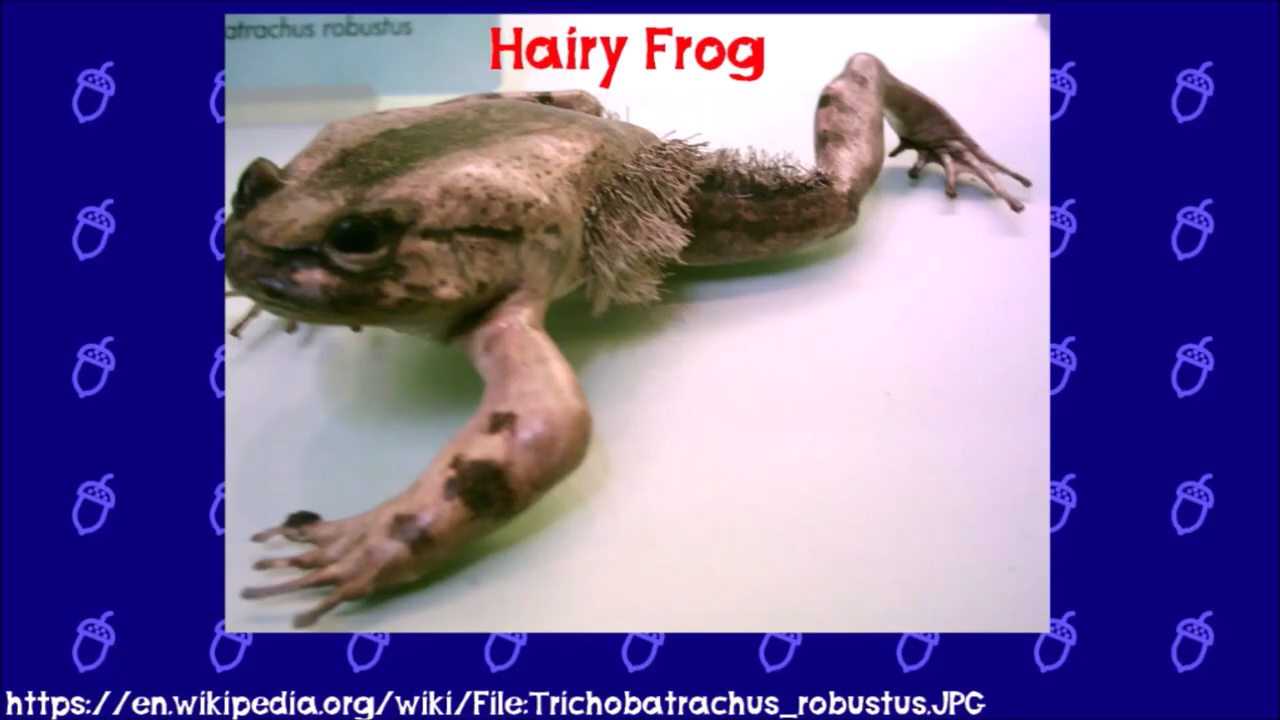 atrachus robustus
Hairy Frog
https://en.wikipedia.org/wiki/File:Trichobatrachus_robustus.JPG